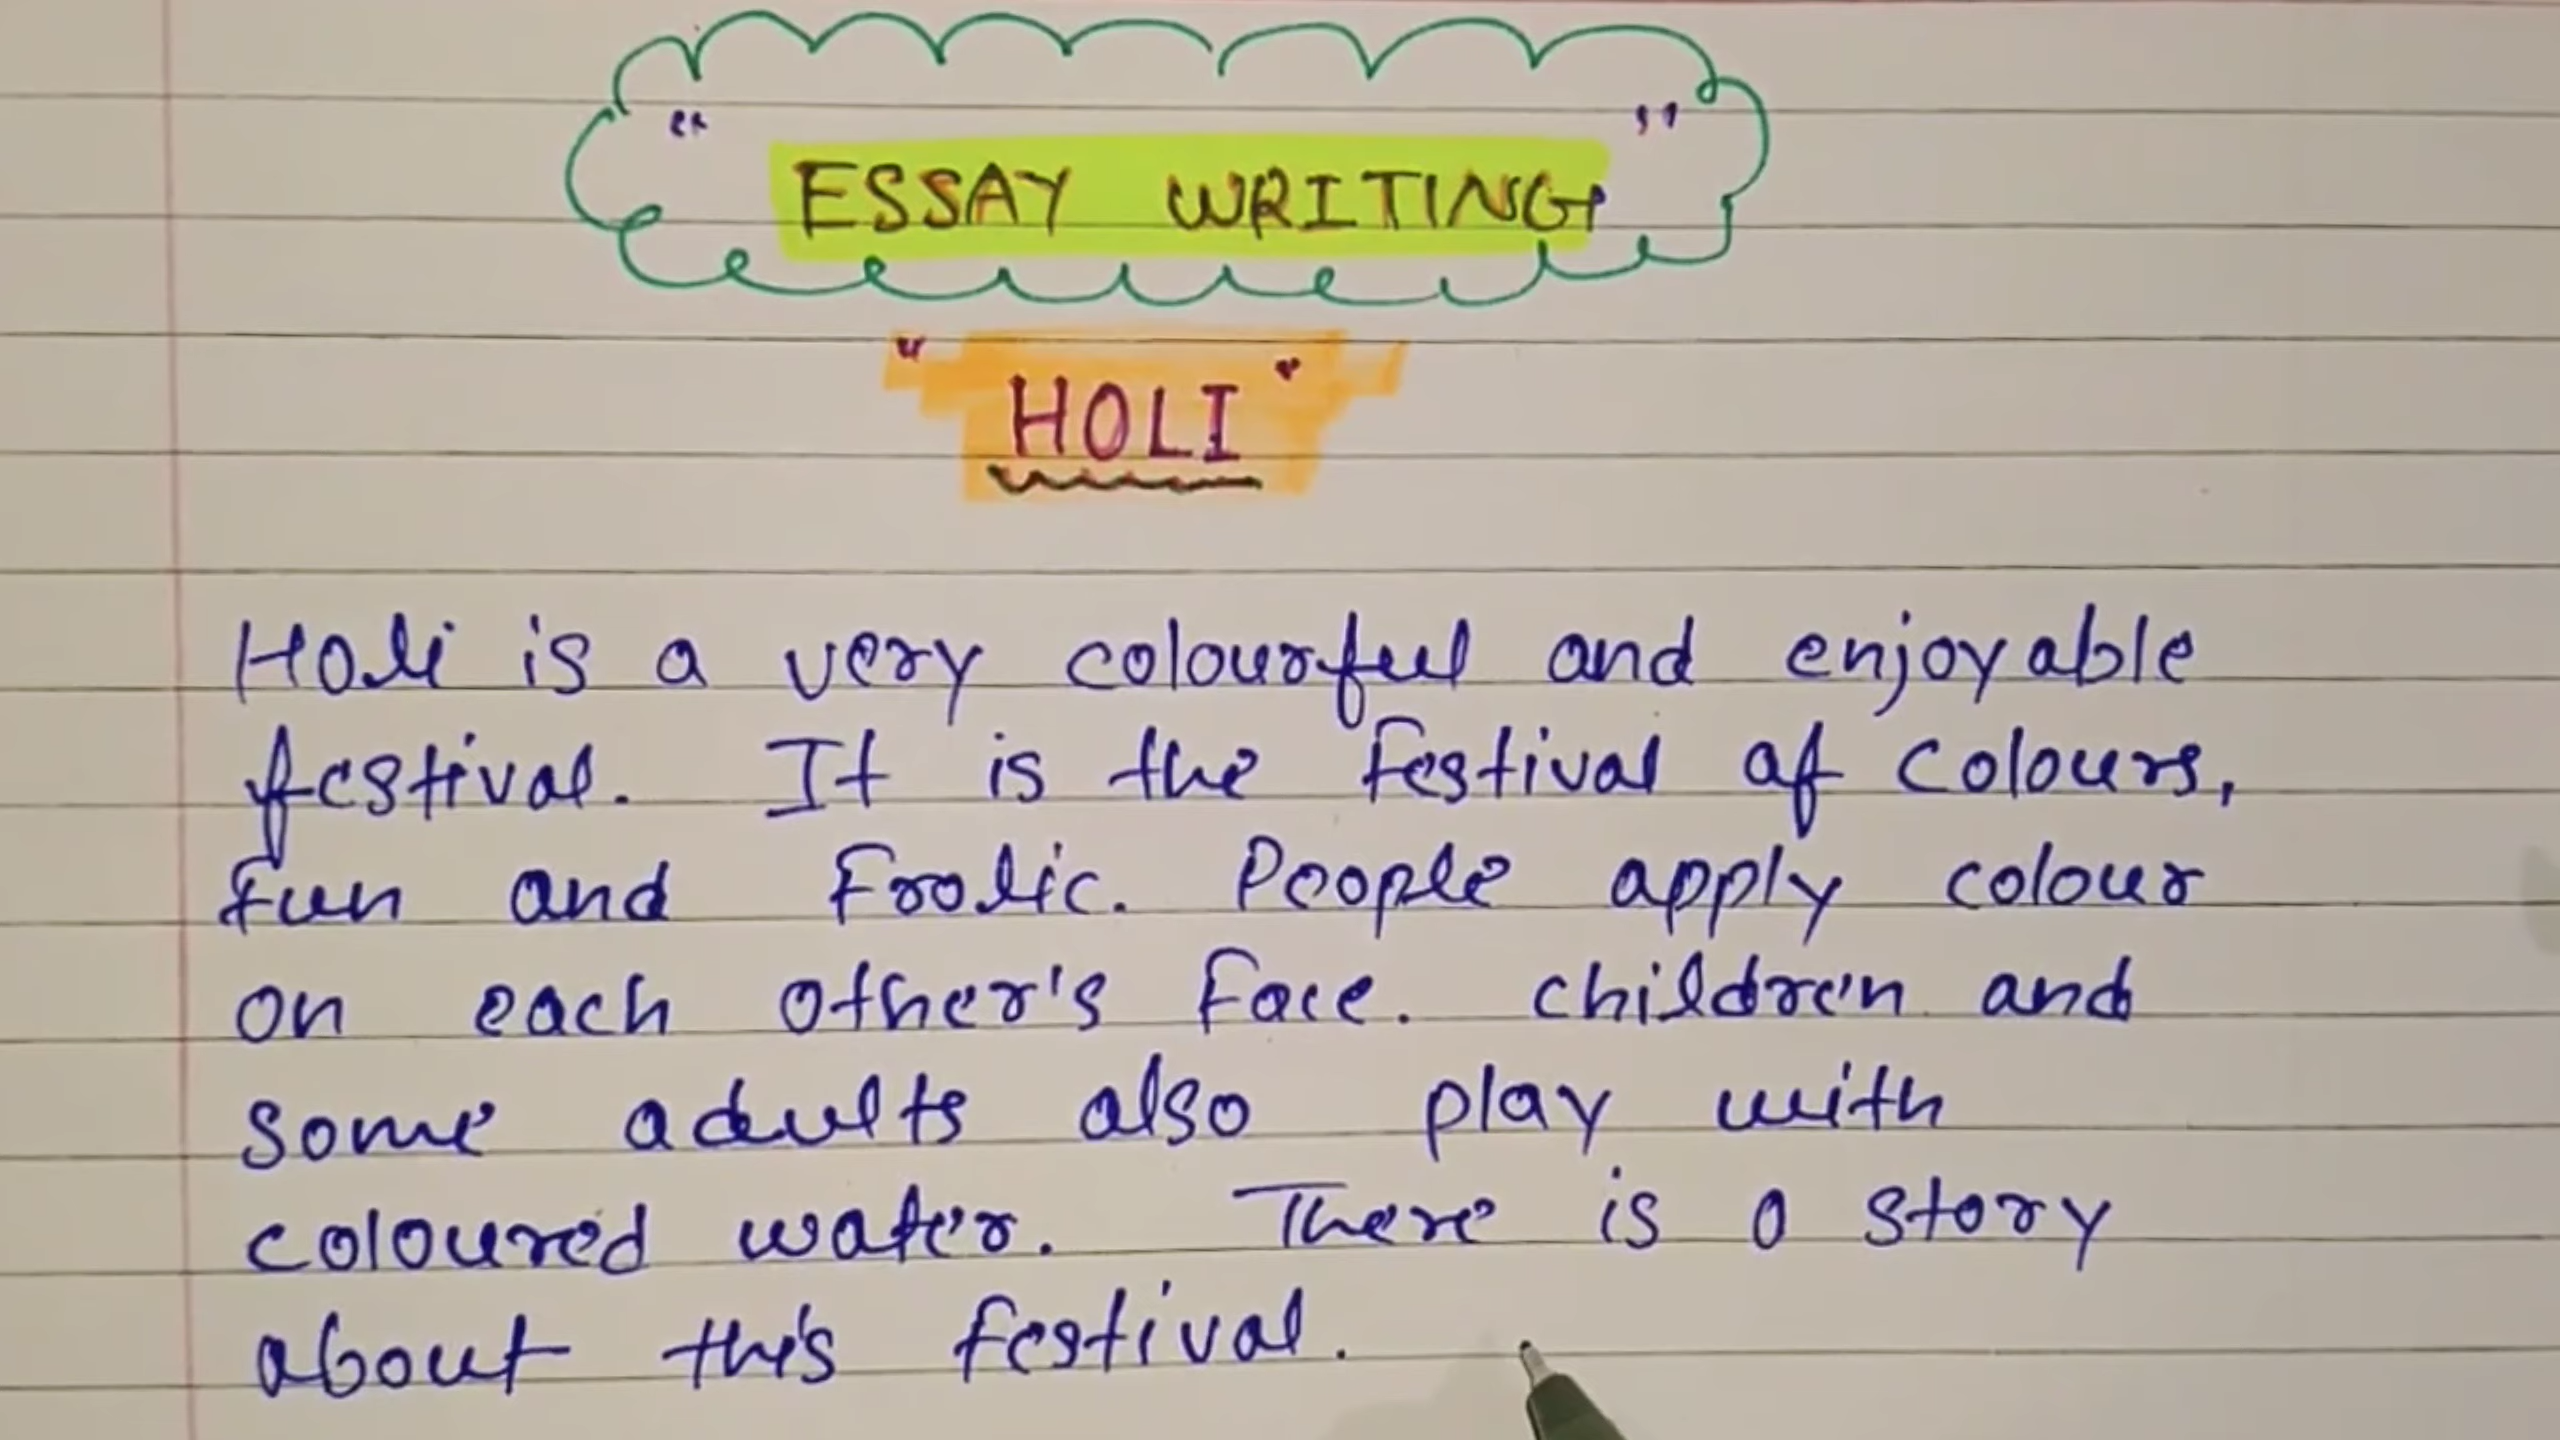 " ESSAY WRITING "
" HOLI "
Holi is a very colourful and enjoyable
festival. It is the festival of colours,
fun and Frolic. People apply colour
on each other's face. children and
some adults also play with
coloured water. There is a story
about this festival.